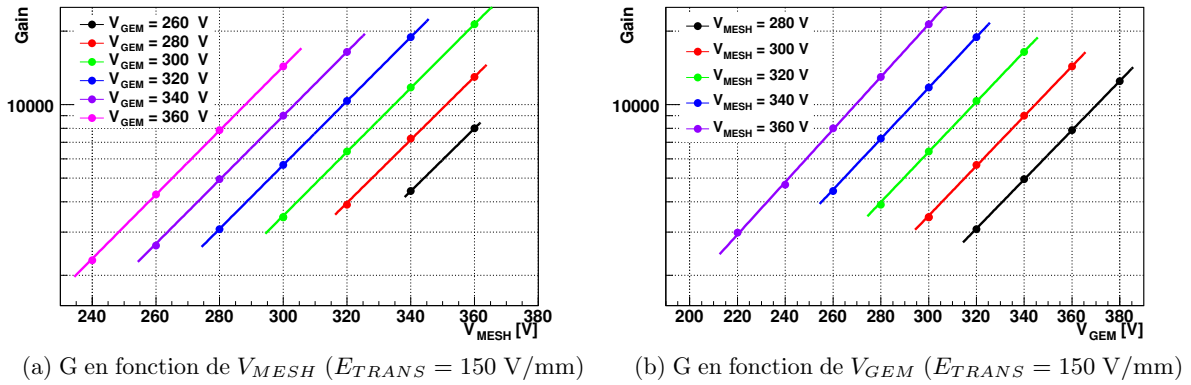 Gain
V_GEM = 260 V
V_GEM = 280 V
V_GEM = 300 V
V_GEM = 320 V
V_GEM = 340 V
V_GEM = 360 V
10000
240 260 280 300 320 340 360 380
V_MESH [V]
(a) G en fonction de V_MESH (E_TRANS = 150 V/mm)
Gain
V_MESH = 280 V
V_MESH = 300 V
V_MESH = 320 V
V_MESH = 340 V
V_MESH = 360 V
10000
200 220 240 260 280 300 320 340 360 380
V_GEM [V]
(b) G en fonction de V_GEM (E_TRANS = 150 V/mm)